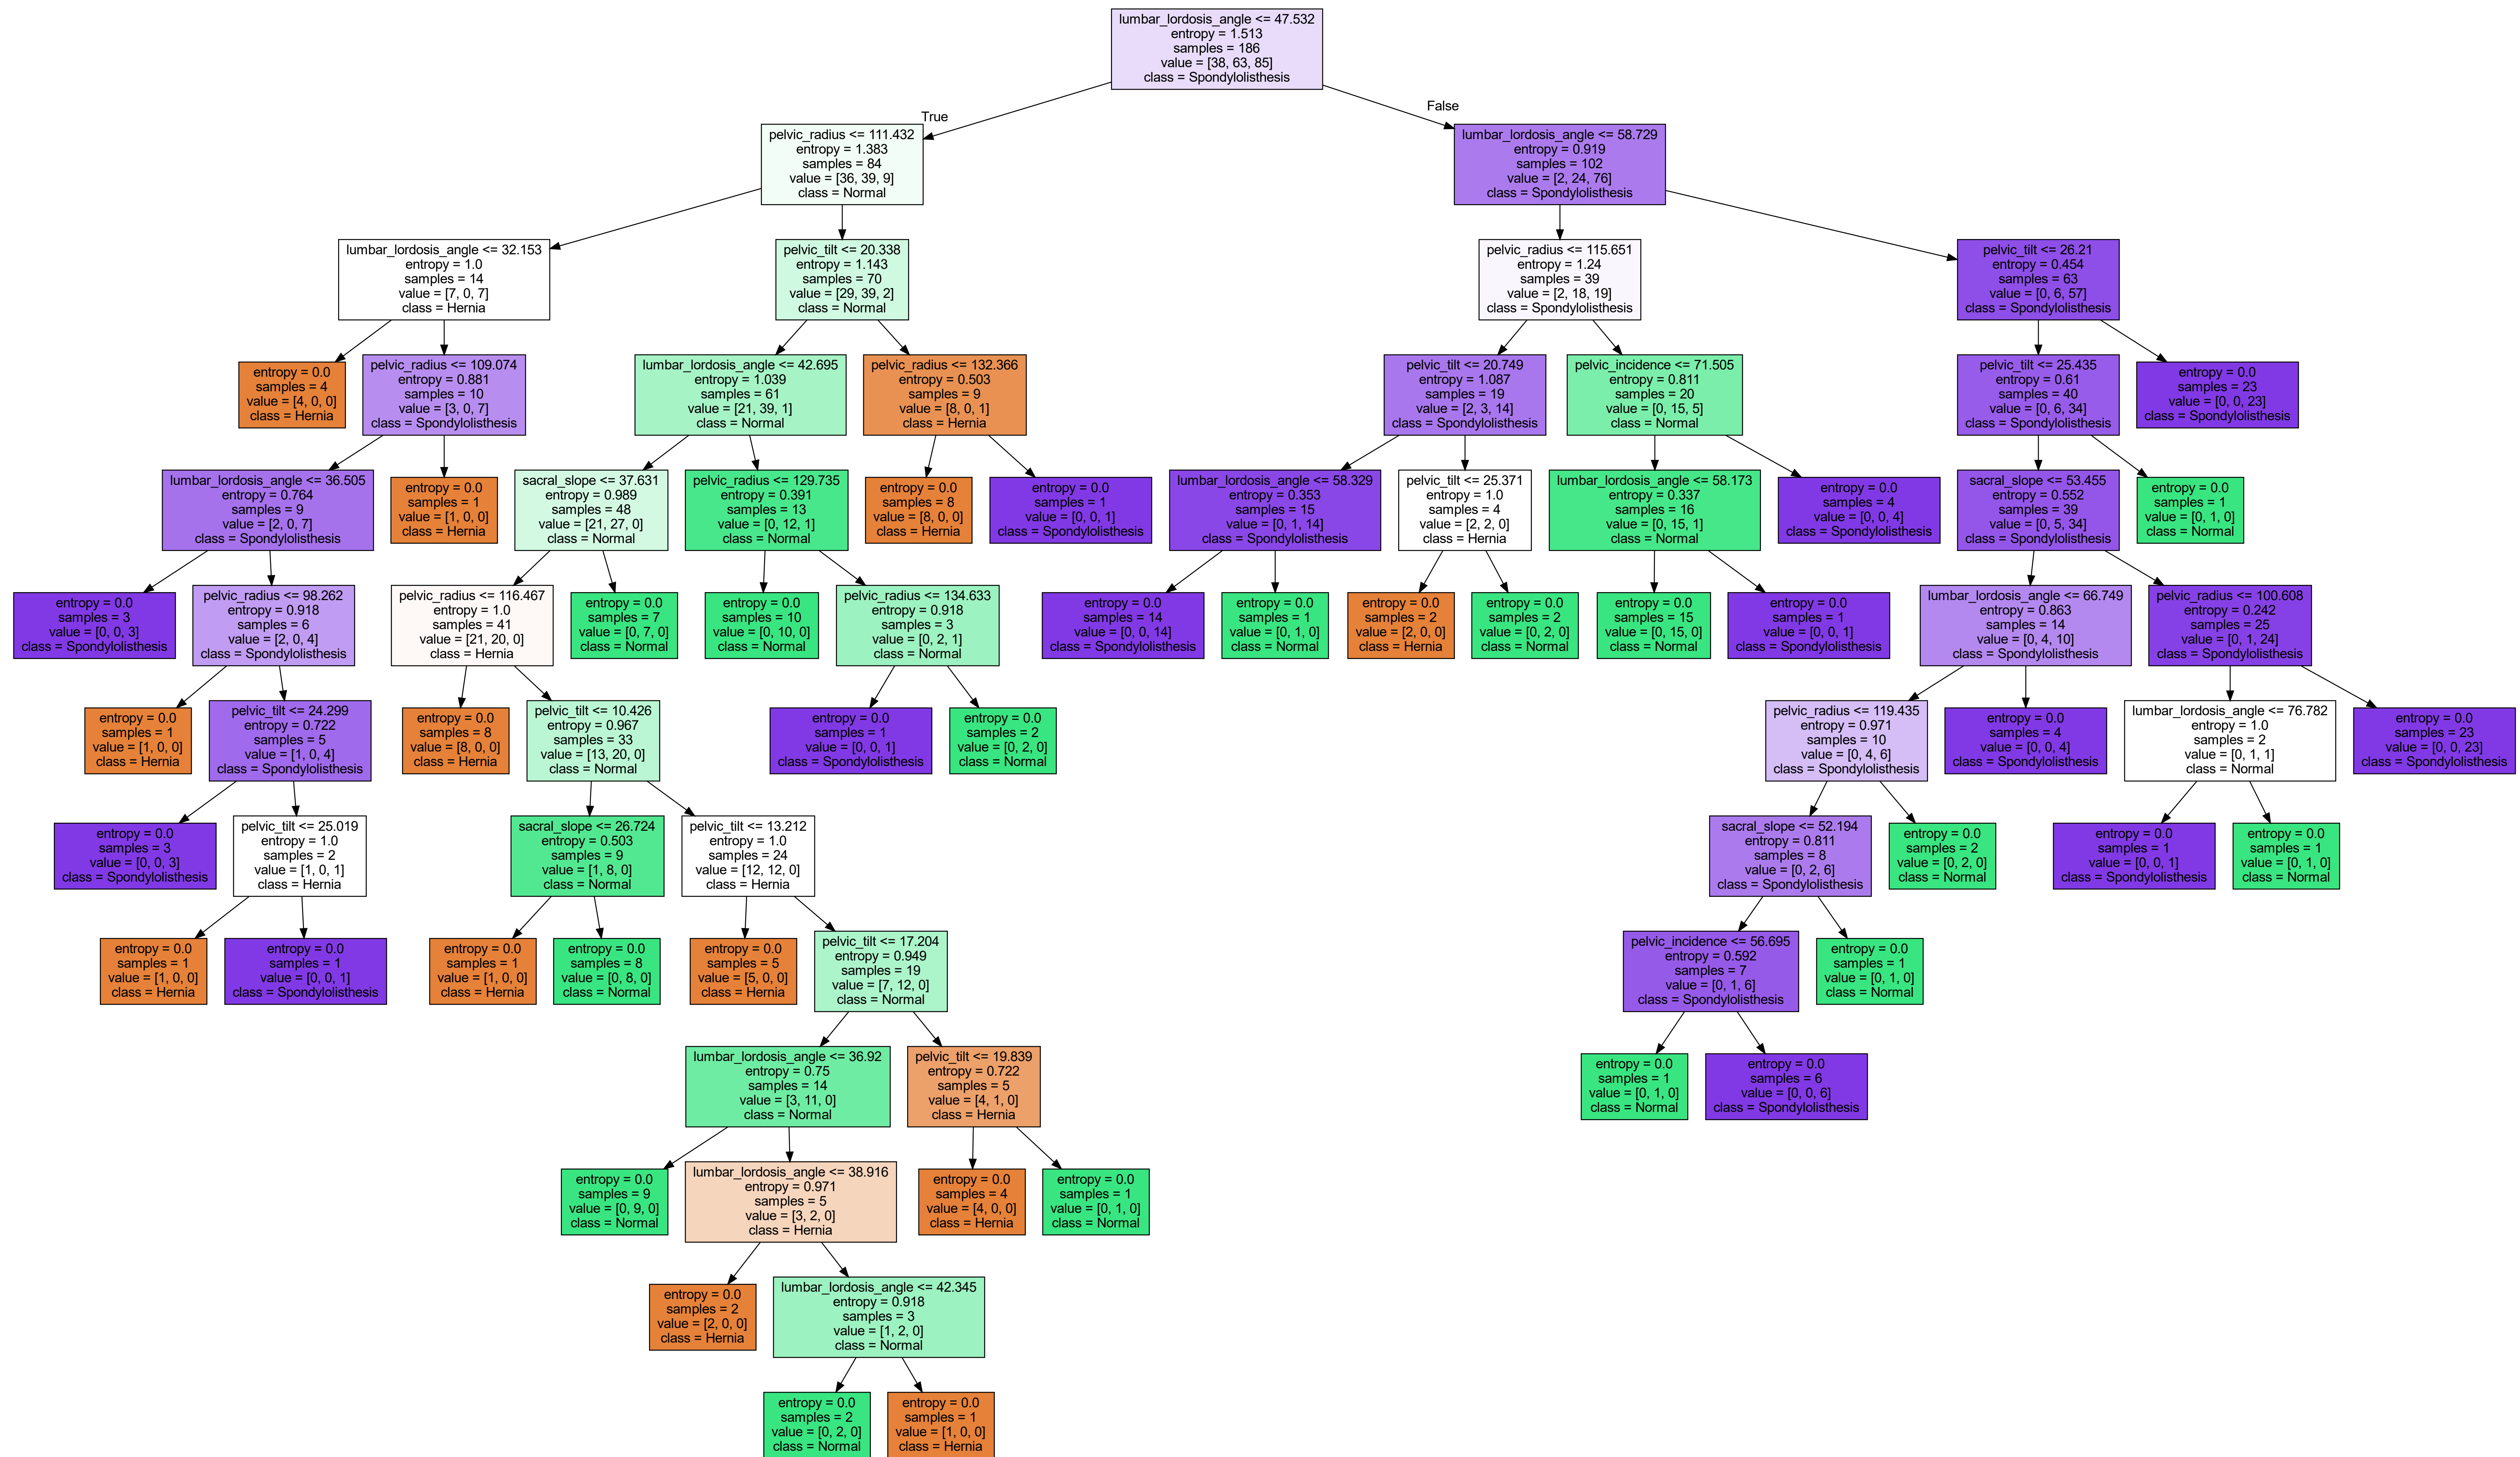 lumbar_lordosis_angle <= 47.532
entropy = 1.513
samples = 186
value = [38, 63, 85]
class = Spondylolisthesis
True
False
pelvic_radius <= 111.432
entropy = 1.383
samples = 84
value = [36, 39, 9]
class = Normal
lumbar_lordosis_angle <= 58.729
entropy = 0.919
samples = 102
value = [2, 24, 76]
class = Spondylolisthesis
lumbar_lordosis_angle <= 32.153
entropy = 1.0
samples = 14
value = [7, 0, 7]
class = Hernia
pelvic_tilt <= 20.338
entropy = 1.143
samples = 70
value = [29, 39, 2]
class = Normal
pelvic_radius <= 115.651
entropy = 1.24
samples = 39
value = [2, 18, 19]
class = Spondylolisthesis
pelvic_tilt <= 26.21
entropy = 0.454
samples = 63
value = [0, 6, 57]
class = Spondylolisthesis
entropy = 0.0
samples = 4
value = [4, 0, 0]
class = Hernia
pelvic_radius <= 109.074
entropy = 0.881
samples = 10
value = [3, 0, 7]
class = Spondylolisthesis
lumbar_lordosis_angle <= 42.695
entropy = 1.039
samples = 61
value = [21, 39, 1]
class = Normal
pelvic_radius <= 132.366
entropy = 0.503
samples = 9
value = [8, 0, 1]
class = Hernia
pelvic_tilt <= 20.749
entropy = 1.087
samples = 19
value = [2, 3, 14]
class = Spondylolisthesis
pelvic_incidence <= 71.505
entropy = 0.811
samples = 20
value = [0, 15, 5]
class = Normal
pelvic_tilt <= 25.435
entropy = 0.61
samples = 40
value = [0, 6, 34]
class = Spondylolisthesis
entropy = 0.0
samples = 23
value = [0, 0, 23]
class = Spondylolisthesis
lumbar_lordosis_angle <= 36.505
entropy = 0.764
samples = 9
value = [2, 0, 7]
class = Spondylolisthesis
entropy = 0.0
samples = 1
value = [1, 0, 0]
class = Hernia
sacral_slope <= 37.631
entropy = 0.989
samples = 48
value = [21, 27, 0]
class = Normal
pelvic_radius <= 129.735
entropy = 0.391
samples = 13
value = [0, 12, 1]
class = Normal
entropy = 0.0
samples = 8
value = [8, 0, 0]
class = Hernia
entropy = 0.0
samples = 1
value = [0, 0, 1]
class = Spondylolisthesis
lumbar_lordosis_angle <= 58.329
entropy = 0.353
samples = 15
value = [0, 1, 14]
class = Spondylolisthesis
pelvic_tilt <= 25.371
entropy = 1.0
samples = 4
value = [2, 2, 0]
class = Hernia
lumbar_lordosis_angle <= 58.173
entropy = 0.337
samples = 16
value = [0, 15, 1]
class = Normal
entropy = 0.0
samples = 4
value = [0, 0, 4]
class = Spondylolisthesis
sacral_slope <= 53.455
entropy = 0.552
samples = 39
value = [0, 5, 34]
class = Spondylolisthesis
entropy = 0.0
samples = 1
value = [0, 1, 0]
class = Normal
entropy = 0.0
samples = 3
value = [0, 0, 3]
class = Spondylolisthesis
pelvic_radius <= 98.262
entropy = 0.918
samples = 6
value = [2, 0, 4]
class = Spondylolisthesis
pelvic_radius <= 116.467
entropy = 1.0
samples = 41
value = [21, 20, 0]
class = Hernia
entropy = 0.0
samples = 7
value = [0, 7, 0]
class = Normal
entropy = 0.0
samples = 10
value = [0, 10, 0]
class = Normal
pelvic_radius <= 134.633
entropy = 0.918
samples = 3
value = [0, 2, 1]
class = Normal
entropy = 0.0
samples = 14
value = [0, 0, 14]
class = Spondylolisthesis
entropy = 0.0
samples = 1
value = [0, 1, 0]
class = Normal
entropy = 0.0
samples = 2
value = [2, 0, 0]
class = Hernia
entropy = 0.0
samples = 2
value = [0, 2, 0]
class = Normal
entropy = 0.0
samples = 15
value = [0, 15, 0]
class = Normal
entropy = 0.0
samples = 1
value = [0, 0, 1]
class = Spondylolisthesis
lumbar_lordosis_angle <= 66.749
entropy = 0.863
samples = 14
value = [0, 4, 10]
class = Spondylolisthesis
pelvic_radius <= 100.608
entropy = 0.242
samples = 25
value = [0, 1, 24]
class = Spondylolisthesis
entropy = 0.0
samples = 1
value = [1, 0, 0]
class = Hernia
pelvic_tilt <= 24.299
entropy = 0.722
samples = 5
value = [1, 0, 4]
class = Spondylolisthesis
entropy = 0.0
samples = 8
value = [8, 0, 0]
class = Hernia
pelvic_tilt <= 10.426
entropy = 0.967
samples = 33
value = [13, 20, 0]
class = Normal
entropy = 0.0
samples = 1
value = [0, 0, 1]
class = Spondylolisthesis
entropy = 0.0
samples = 2
value = [0, 2, 0]
class = Normal
pelvic_radius <= 119.435
entropy = 0.971
samples = 10
value = [0, 4, 6]
class = Spondylolisthesis
entropy = 0.0
samples = 4
value = [0, 0, 4]
class = Spondylolisthesis
lumbar_lordosis_angle <= 76.782
entropy = 1.0
samples = 2
value = [0, 1, 1]
class = Normal
entropy = 0.0
samples = 23
value = [0, 0, 23]
class = Spondylolisthesis
entropy = 0.0
samples = 3
value = [0, 0, 3]
class = Spondylolisthesis
pelvic_tilt <= 25.019
entropy = 1.0
samples = 2
value = [1, 0, 1]
class = Hernia
sacral_slope <= 26.724
entropy = 0.503
samples = 9
value = [1, 8, 0]
class = Normal
pelvic_tilt <= 13.212
entropy = 1.0
samples = 24
value = [12, 12, 0]
class = Hernia
sacral_slope <= 52.194
entropy = 0.811
samples = 8
value = [0, 2, 6]
class = Spondylolisthesis
entropy = 0.0
samples = 2
value = [0, 2, 0]
class = Normal
entropy = 0.0
samples = 1
value = [0, 0, 1]
class = Spondylolisthesis
entropy = 0.0
samples = 1
value = [0, 1, 0]
class = Normal
entropy = 0.0
samples = 1
value = [1, 0, 0]
class = Hernia
entropy = 0.0
samples = 1
value = [0, 0, 1]
class = Spondylolisthesis
entropy = 0.0
samples = 1
value = [1, 0, 0]
class = Hernia
entropy = 0.0
samples = 8
value = [0, 8, 0]
class = Normal
entropy = 0.0
samples = 5
value = [5, 0, 0]
class = Hernia
pelvic_tilt <= 17.204
entropy = 0.949
samples = 19
value = [7, 12, 0]
class = Normal
pelvic_incidence <= 56.695
entropy = 0.592
samples = 7
value = [0, 1, 6]
class = Spondylolisthesis
entropy = 0.0
samples = 1
value = [0, 1, 0]
class = Normal
lumbar_lordosis_angle <= 36.92
entropy = 0.75
samples = 14
value = [3, 11, 0]
class = Normal
pelvic_tilt <= 19.839
entropy = 0.722
samples = 5
value = [4, 1, 0]
class = Hernia
entropy = 0.0
samples = 1
value = [0, 1, 0]
class = Normal
entropy = 0.0
samples = 6
value = [0, 0, 6]
class = Spondylolisthesis
entropy = 0.0
samples = 9
value = [0, 9, 0]
class = Normal
lumbar_lordosis_angle <= 38.916
entropy = 0.971
samples = 5
value = [3, 2, 0]
class = Hernia
entropy = 0.0
samples = 4
value = [4, 0, 0]
class = Hernia
entropy = 0.0
samples = 1
value = [0, 1, 0]
class = Normal
entropy = 0.0
samples = 2
value = [2, 0, 0]
class = Hernia
lumbar_lordosis_angle <= 42.345
entropy = 0.918
samples = 3
value = [1, 2, 0]
class = Normal
entropy = 0.0
samples = 2
value = [0, 2, 0]
class = Normal
entropy = 0.0
samples = 1
value = [1, 0, 0]
class = Hernia